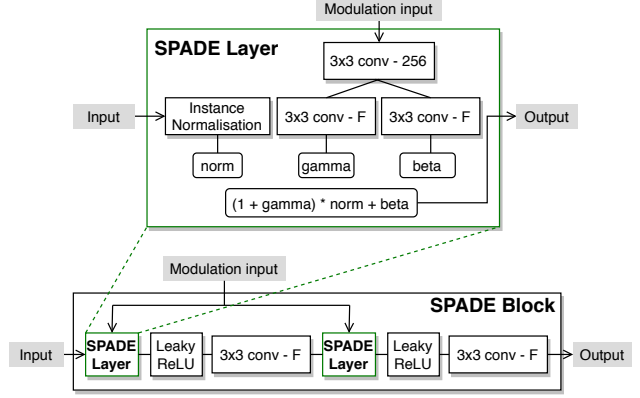 Modulation input
SPADE Layer
3x3 conv - 256
Input
Instance
Normalisation
3x3 conv - F
3x3 conv - F
Output
norm
gamma
beta
(1 + gamma) * norm + beta
Modulation input
SPADE Block
Input
SPADE
Layer
Leaky
ReLU
3x3 conv - F
SPADE
Layer
Leaky
ReLU
3x3 conv - F
Output